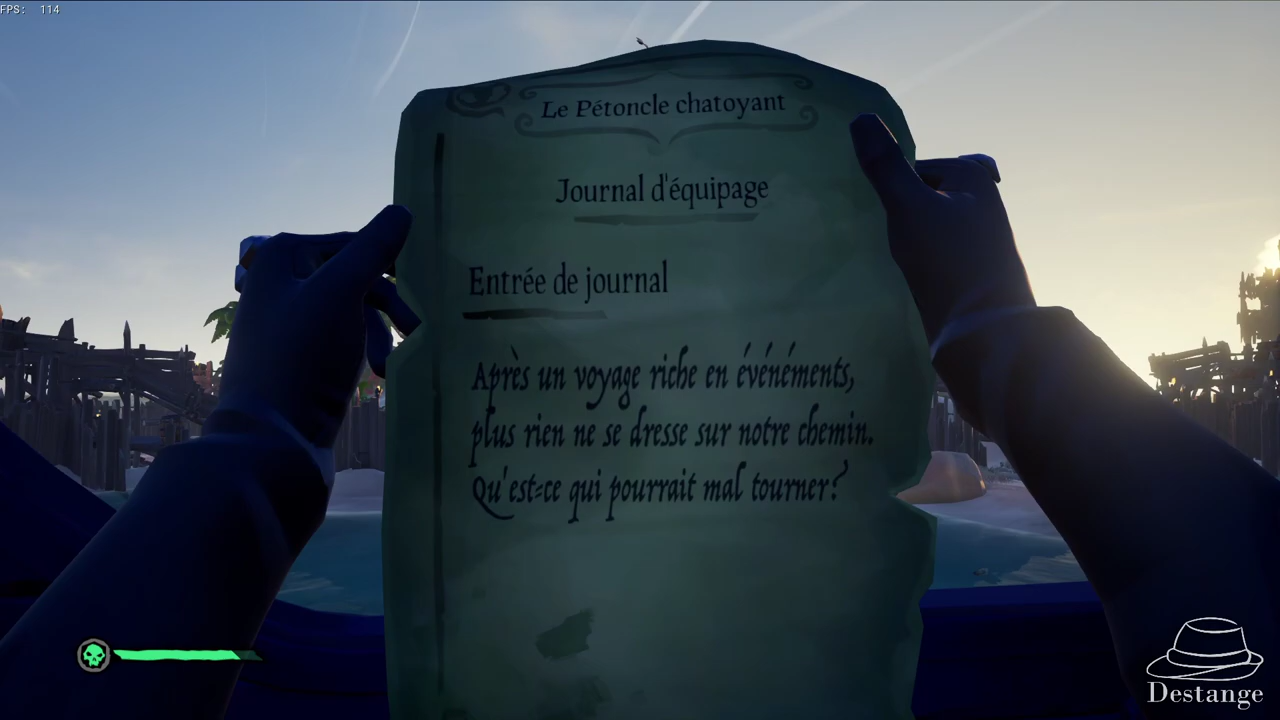 FPS: 114
Le Pétoncle chatoyant
Journal d'équipage
Entrée de journal
Après un voyage riche en événéments,
plus rien ne se dresse sur notre chemin.
Qu'est-ce qui pourrait mal tourner?
Destange